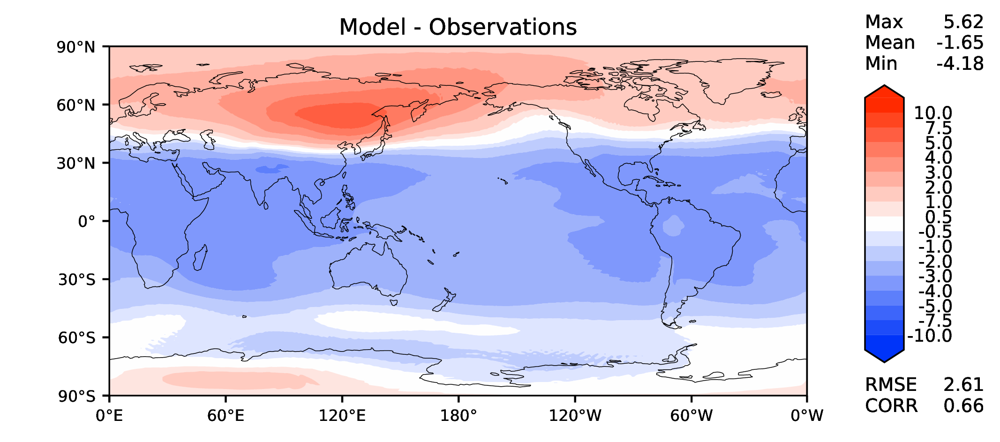 Model - Observations
Max 5.62
Mean -1.65
Min -4.18
90°N
60°N
30°N
0°
30°S
60°S
90°S
0°E 60°E 120°E 180° 120°W 60°W 0°W
10.0
7.5
5.0
4.0
3.0
2.0
1.0
0.5
-0.5
-1.0
-2.0
-3.0
-4.0
-5.0
-7.5
-10.0
RMSE 2.61
CORR 0.66